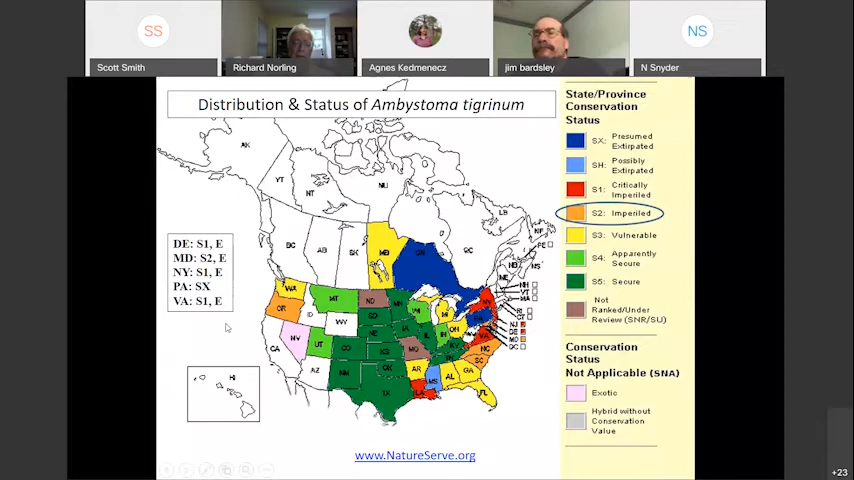 SS
NS
Scott Smith
Richard Norling
Agnes Kedmenecz
jim bardsley
N Snyder
Distribution & Status of Ambystoma tigrinum
State/Province
Conservation
Status
SX: Presumed
Extirpated
SH: Possibly
Extirpated
S1: Critically
Imperiled
S2: Imperiled
S3: Vulnerable
S4: Apparently
Secure
S5: Secure
Not
Ranked/Under
Review (SNR/SU)
Conservation
Status
Not Applicable (SNA)
Exotic
Hybrid without
Conservation
Value
DE: S1, E
MD: S2, E
NY: S1, E
PA: SX
VA: S1, E
AK
YT
NT
NU
BC
AB
SK
MB
ON
QC
LB
NF
PE
NB
NS
ME
NH
VT
MA
RI
CT
NJ
DE
MD
DC
WA
OR
CA
NV
ID
MT
WY
UT
AZ
CO
NM
ND
SD
NE
KS
OK
TX
MN
IA
MO
AR
LA
WI
IL
MI
IN
OH
KY
TN
MS
AL
GA
FL
SC
NC
VA
PA
NY
HI
www.NatureServe.org
+23